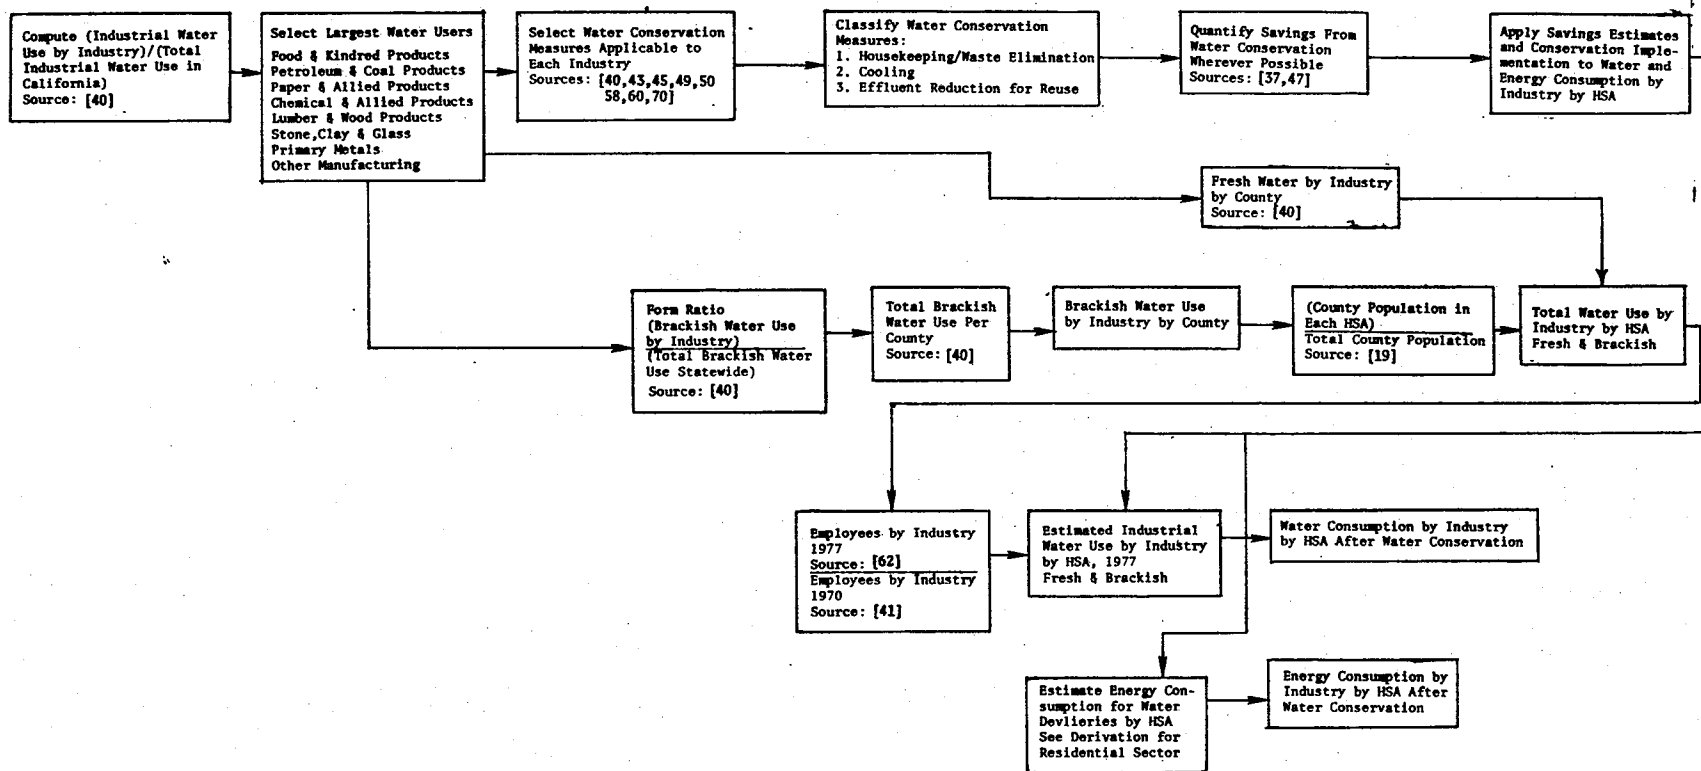 Compute (Industrial Water
Use by Industry)/(Total
Industrial Water Use in
California)
Source: [40]
Select Largest Water Users
Food & Kindred Products
Petroleum & Coal Products
Paper & Allied Products
Chemical & Allied Products
Lumber & Wood Products
Stone,Clay & Glass
Primary Metals
Other Manufacturing
Select Water Conservation
Measures Applicable to
Each Industry
Sources: [40,43,45,49,50
58,60,70]
Classify Water Conservation
Measures:
1. Housekeeping/Waste Elimination
2. Cooling
3. Effluent Reduction for Reuse
Quantify Savings From
Water Conservation
Wherever Possible
Sources: [37,47]
Apply Savings Estimates
and Conservation Imple-
mentation to Water and
Energy Consumption by
Industry by HSA
Fresh Water by Industry
by County
Source: [40]
Form Ratio
(Brackish Water Use
by Industry)
(Total Brackish Water
Use Statewide)
Source: [40]
Total Brackish
Water Use Per
County
Source: [40]
Brackish Water Use
by Industry by County
(County Population in
Each HSA)
Total County Population
Source: [19]
Total Water Use by
Industry by HSA
Fresh & Brackish
Employees by Industry
1977
Source: [62]
Employees by Industry
1970
Source: [41]
Estimated Industrial
Water Use by Industry
by HSA, 1977
Fresh & Brackish
Water Consumption by Industry
by HSA After Water Conservation
Estimate Energy Con-
sumption for Water
Devlieries by HSA
See Derivation for
Residential Sector
Energy Consumption by
Industry by HSA After
Water Conservation